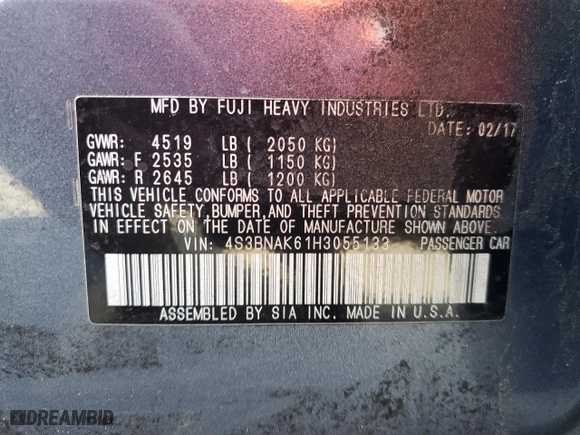 MFD BY FUJI HEAVY INDUSTRIES LTD.
DATE: 02/17
GVWR: 4519 LB ( 2050 KG)
GAWR: F 2535 LB ( 1150 KG)
GAWR: R 2645 LB ( 1200 KG)
THIS VEHICLE CONFORMS TO ALL APPLICABLE FEDERAL MOTOR
VEHICLE SAFETY, BUMPER, AND THEFT PREVENTION STANDARDS
IN EFFECT ON THE DATE OF MANUFACTURE SHOWN ABOVE.
VIN: 4S3BNAK61H3055133 PASSENGER CAR
ASSEMBLED BY SIA INC. MADE IN U.S.A.
DREAMBID